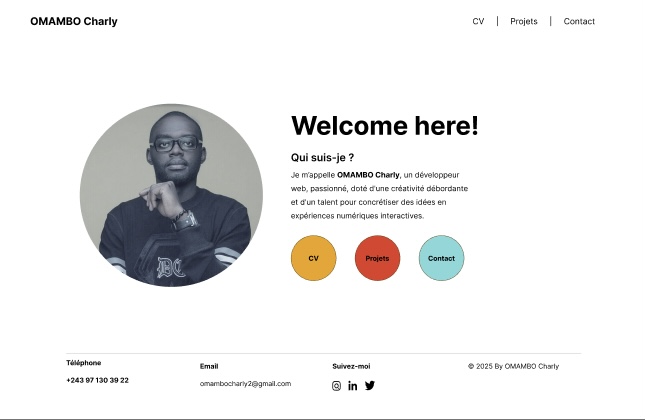 OMAMBO Charly
CV | Projets | Contact
Welcome here!
Qui suis-je ?
Je m'appelle OMAMBO Charly, un développeur
web, passionné, doté d'une créativité débordante
et d'un talent pour concrétiser des idées en
expériences numériques interactives.
CV
Projets
Contact
Téléphone
+243 97 130 39 22
Email
omambocharly2@gmail.com
Suivez-moi
© 2025 By OMAMBO Charly